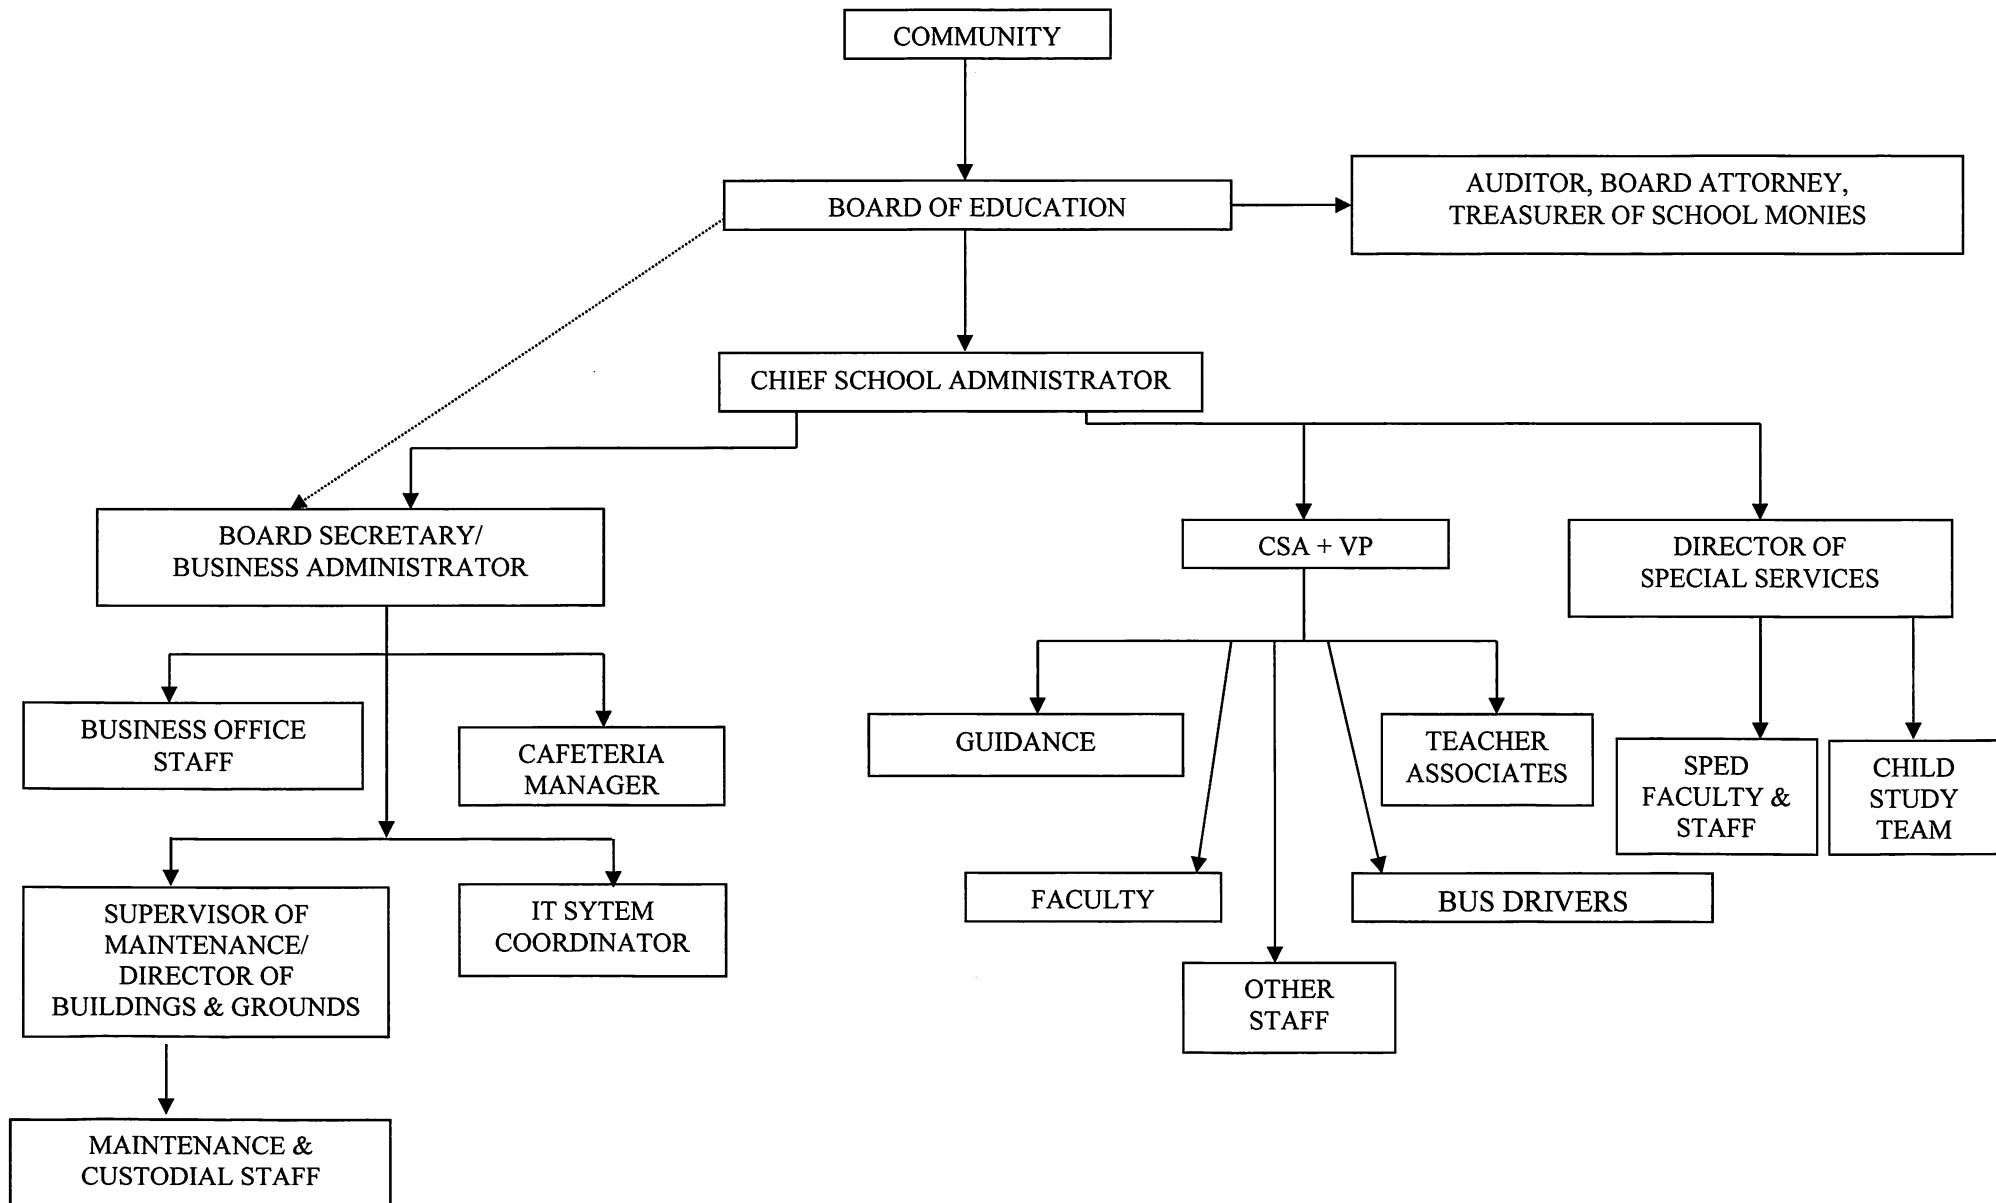 COMMUNITY
BOARD OF EDUCATION
AUDITOR, BOARD ATTORNEY,
TREASURER OF SCHOOL MONIES
CHIEF SCHOOL ADMINISTRATOR
BOARD SECRETARY/
BUSINESS ADMINISTRATOR
CSA + VP
DIRECTOR OF
SPECIAL SERVICES
BUSINESS OFFICE
STAFF
CAFETERIA
MANAGER
GUIDANCE
TEACHER
ASSOCIATES
SPED
FACULTY &
STAFF
CHILD
STUDY
TEAM
SUPERVISOR OF
MAINTENANCE/
DIRECTOR OF
BUILDINGS & GROUNDS
IT SYTEM
COORDINATOR
FACULTY
BUS DRIVERS
OTHER
STAFF
MAINTENANCE &
CUSTODIAL STAFF